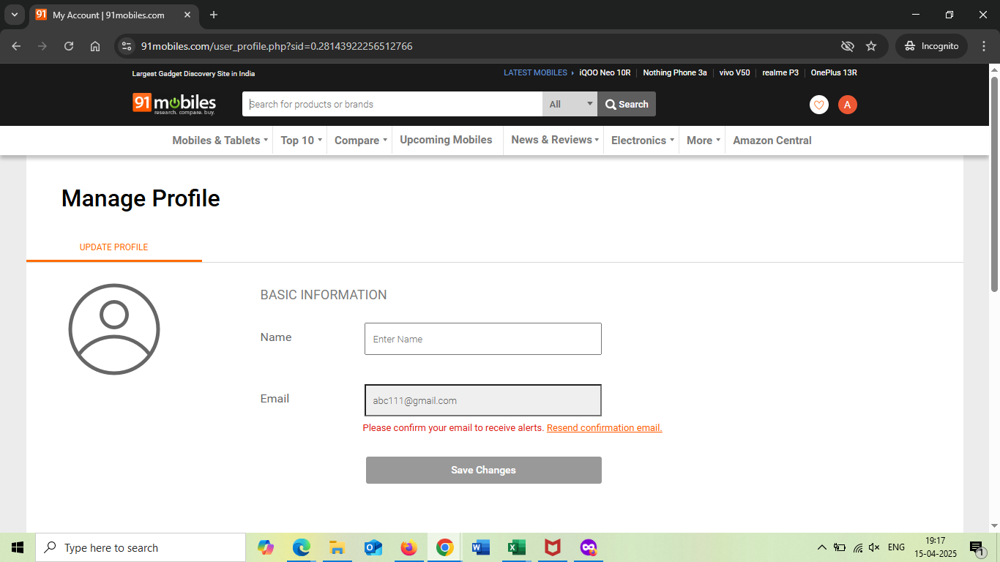 91 My Account | 91mobiles.com
91mobiles.com/user_profile.php?sid=0.28143922256512766
Incognito
Largest Gadget Discovery Site in India
LATEST MOBILES iQOO Neo 10R Nothing Phone 3a vivo V50 realme P3 OnePlus 13R
91 mobiles
research. compare. buy.
Search for products or brands
All
Search
A
Mobiles & Tablets Top 10 Compare Upcoming Mobiles News & Reviews Electronics More Amazon Central
Manage Profile
UPDATE PROFILE
BASIC INFORMATION
Name
Enter Name
Email
abc111@gmail.com
Please confirm your email to receive alerts. Resend confirmation email.
Save Changes
Type here to search
ENG
19:17
15-04-2025
1